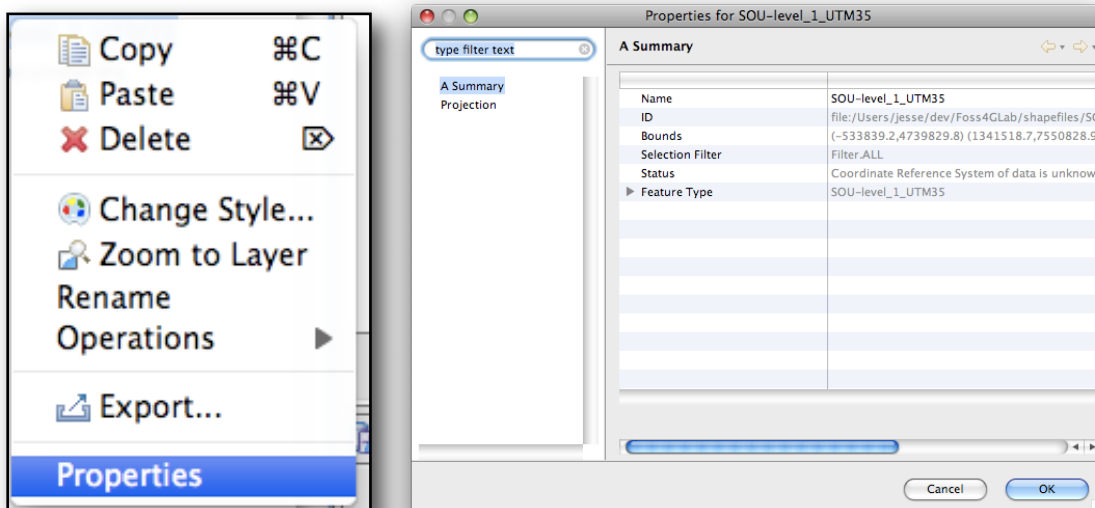 Copy ⌘C
Paste ⌘V
Delete ⌦
Change Style...
Zoom to Layer
Rename
Operations
Export...
Properties
Properties for SOU-level_1_UTM35
type filter text
A Summary
Projection
A Summary
Name SOU-level_1_UTM35
ID file:/Users/jesse/dev/Foss4GLab/shapefiles/SO
Bounds (-533839.2,4739829.8) (1341518.7,7550828.9
Selection Filter Filter.ALL
Status Coordinate Reference System of data is unknow
Feature Type SOU-level_1_UTM35
Cancel OK